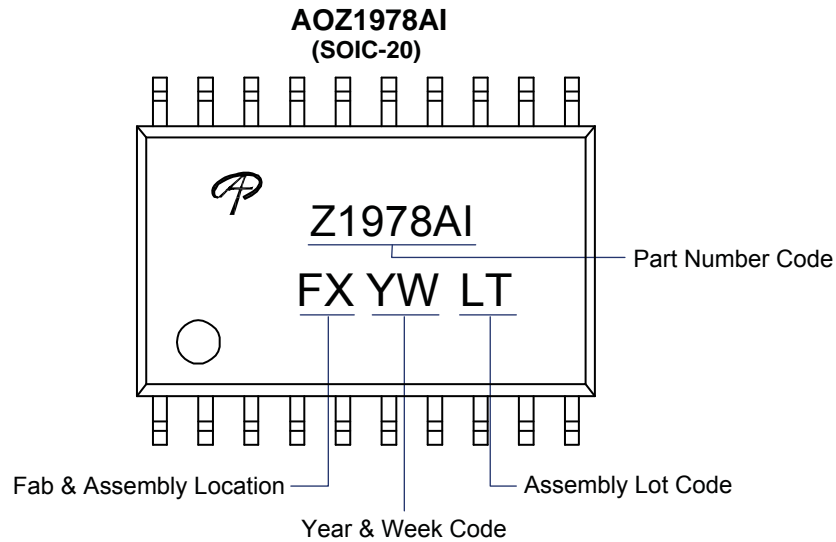 AOZ1978AI
(SOIC-20)
Z1978AI
Part Number Code
FX YW LT
Fab & Assembly Location
Assembly Lot Code
Year & Week Code